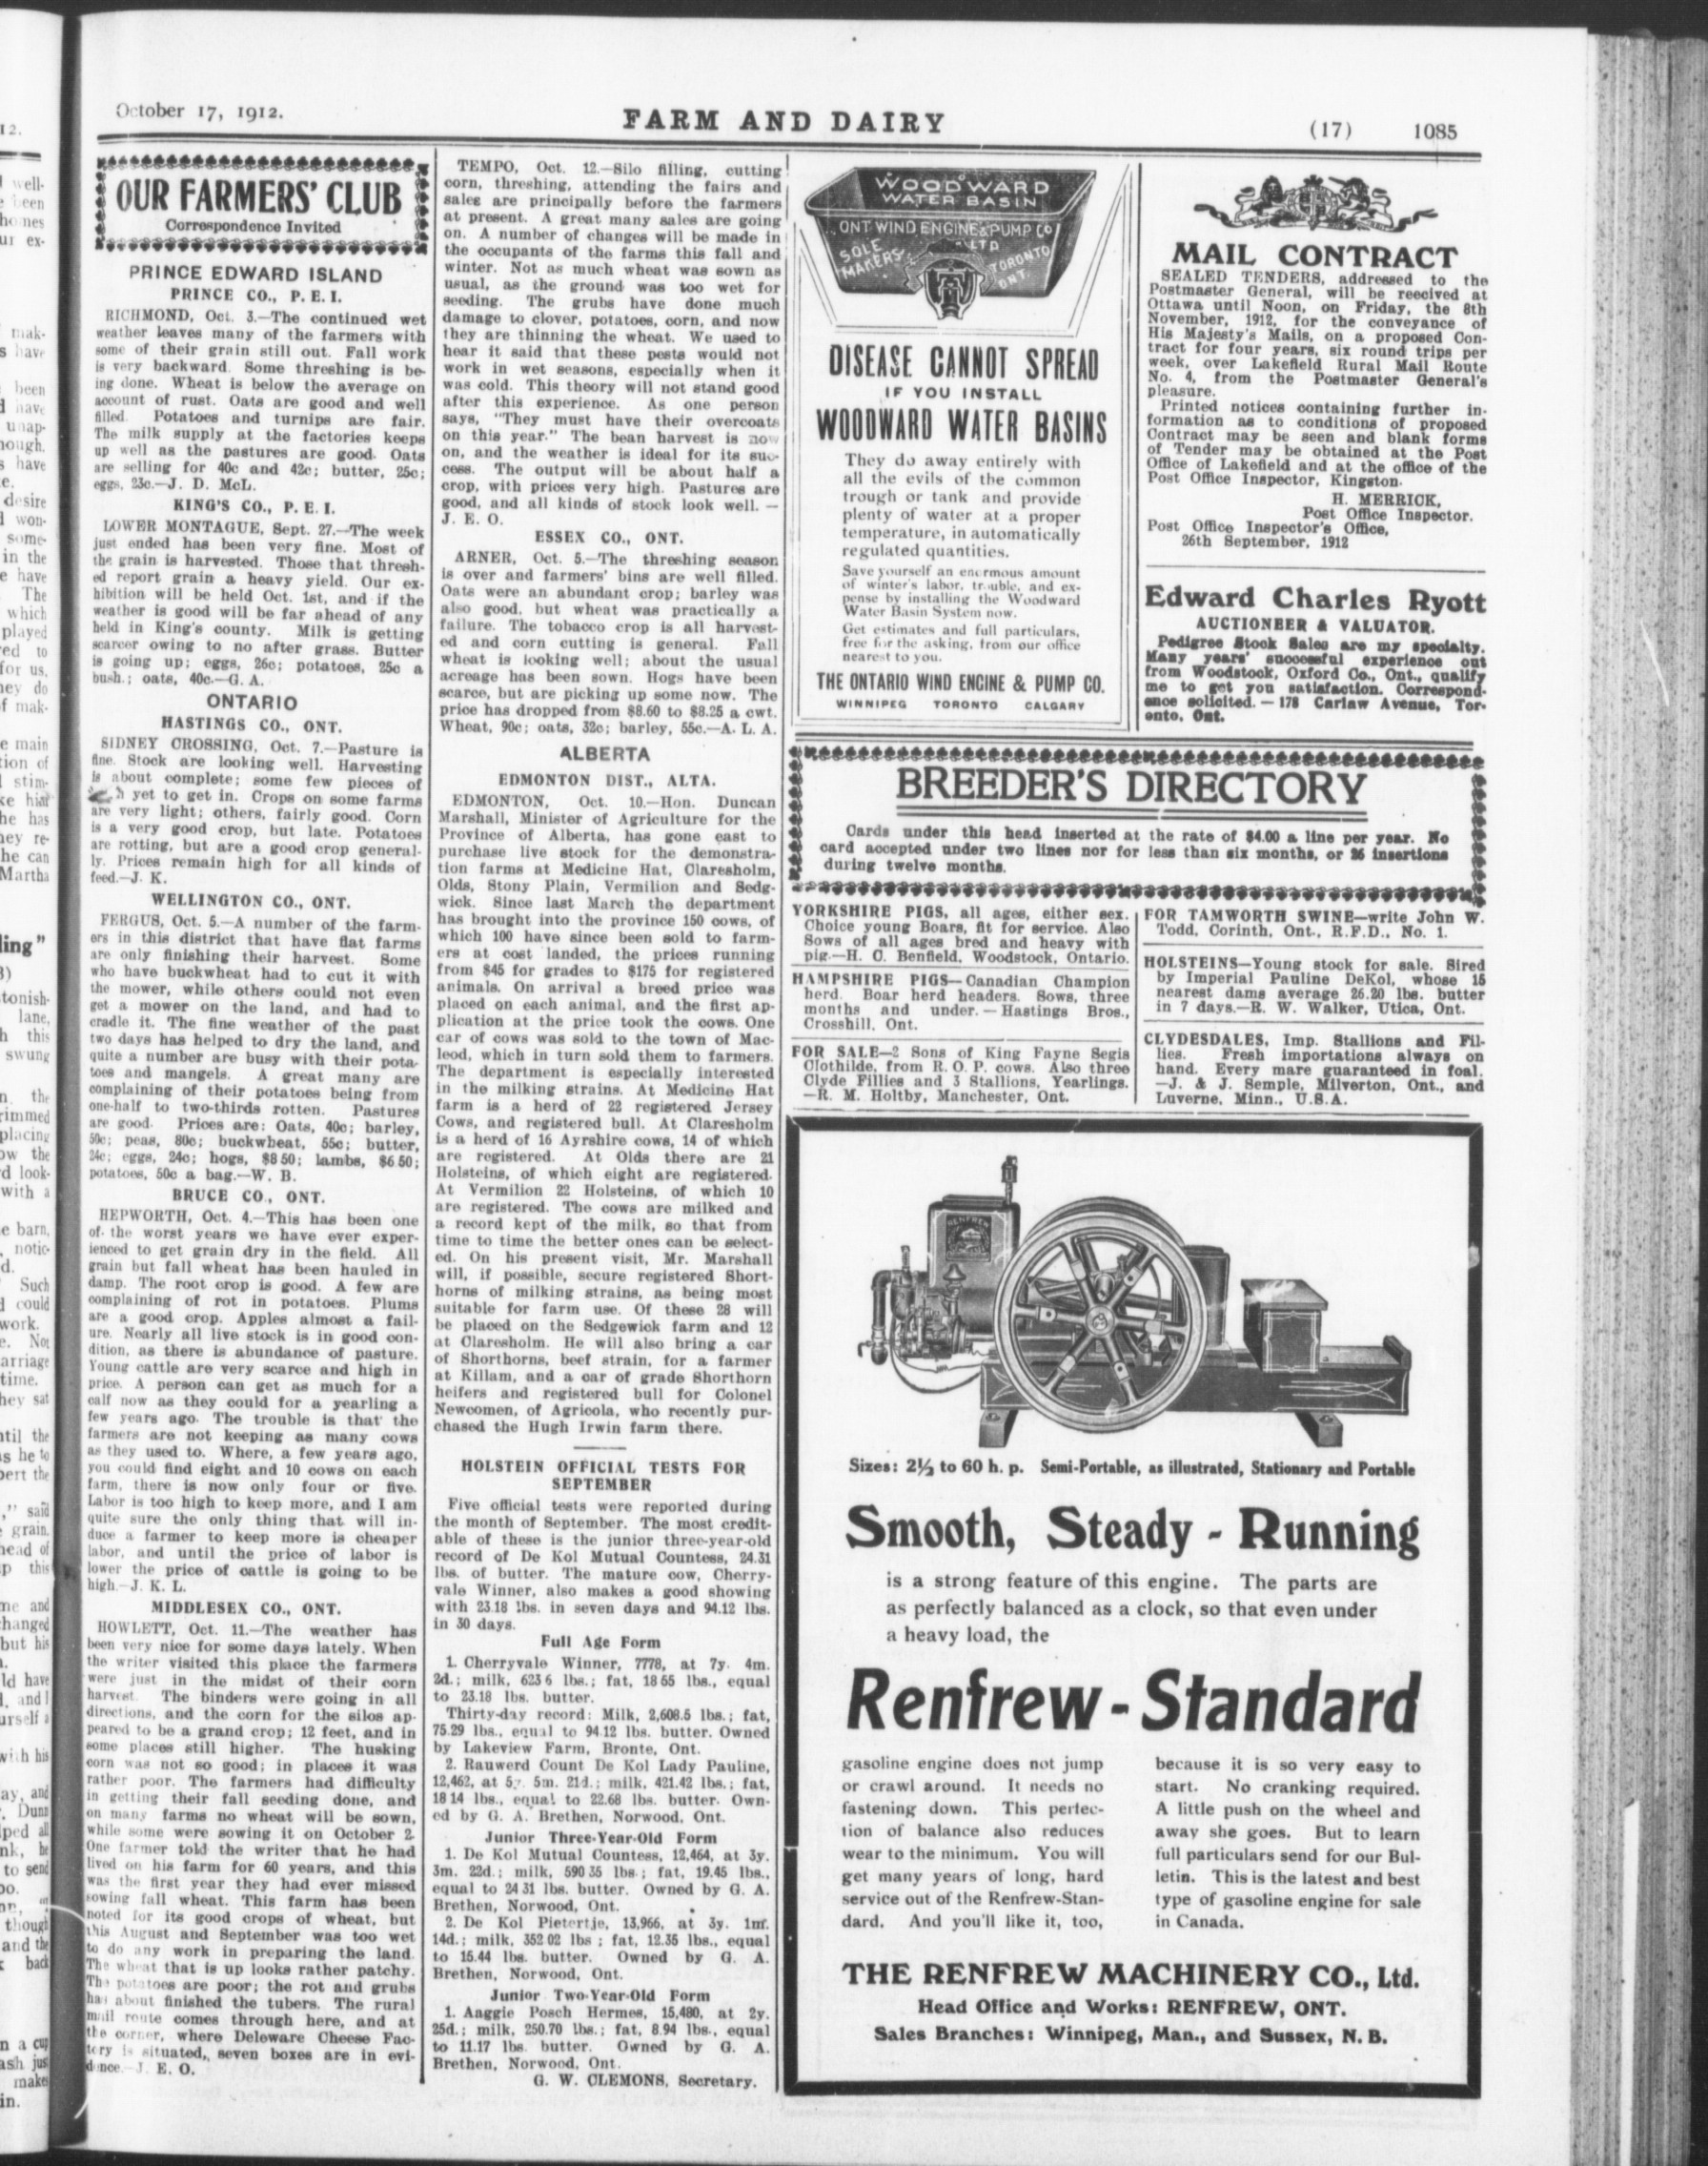 October 17, 1912.
FARM AND DAIRY
(17) 1085
OUR FARMERS' CLUB
Correspondence Invited
PRINCE EDWARD ISLAND
PRINCE CO., P. E. I.
RICHMOND, Oct. 3.—The continued wet
weather leaves many of the farmers with
some of their grain still out. Fall work
is very backward. Some threshing is be-
ing done. Wheat is below the average on
account of rust. Oats are good and well
filled. Potatoes and turnips are fair.
The milk supply at the factories keeps
up well as the pastures are good. Oats
are selling for 40c and 42c; butter, 25c;
eggs, 23c.—J. D. McL.
KING'S CO., P. E. I.
LOWER MONTAGUE, Sept. 27.—The week
just ended has been very fine. Most of
the grain is harvested. Those that thresh-
ed report grain a heavy yield. Our ex-
hibition will be held Oct. 1st, and if the
weather is good will be far ahead of any
held in King's county. Milk is getting
scarcer owing to no after grass. Butter
is going up; eggs, 26c; potatoes, 25c a
bush.; oats, 40c.—G. A.
ONTARIO
HASTINGS CO., ONT.
SIDNEY CROSSING, Oct. 7.—Pasture is
fine. Stock are looking well. Harvesting
is about complete; some few pieces of
yet to get in. Crops on some farms
are very light; others, fairly good. Corn
is a very good crop, but late. Potatoes
are rotting, but are a good crop general-
ly. Prices remain high for all kinds of
feed.—J. K.
WELLINGTON CO., ONT.
FERGUS, Oct. 5.—A number of the farm-
ers in this district that have flat farms
are only finishing their harvest. Some
who have buckwheat had to cut it with
the mower, while others could not even
get a mower on the land, and had to
cradle it. The fine weather of the past
two days has helped to dry the land, and
quite a number are busy with their pota-
toes and mangels. A great many are
complaining of their potatoes being from
one-half to two-thirds rotten. Pastures
are good. Prices are: Oats, 40c; barley,
50c; peas, 80c; buckwheat, 55c; butter,
24c; eggs, 24c; hogs, $8 50; lambs, $6 50;
potatoes, 50c a bag.—W. B.
BRUCE CO., ONT.
HEPWORTH, Oct. 4.—This has been one
of the worst years we have ever exper-
ienced to get grain dry in the field. All
grain but fall wheat has been hauled in
damp. The root crop is good. A few are
complaining of rot in potatoes. Plums
are a good crop. Apples almost a fail-
ure. Nearly all live stock is in good con-
dition, as there is abundance of pasture.
Young cattle are very scarce and high in
price. A person can get as much for a
calf now as they could for a yearling a
few years ago. The trouble is that the
farmers are not keeping as many cows
as they used to. Where, a few years ago,
you could find eight and 10 cows on each
farm, there is now only four or five.
Labor is too high to keep more, and I am
quite sure the only thing that will in-
duce a farmer to keep more is cheaper
labor, and until the price of labor is
lower the price of cattle is going to be
high.—J. K. L.
MIDDLESEX CO., ONT.
HOWLETT, Oct. 11.—The weather has
been very nice for some days lately. When
the writer visited this place the farmers
were just in the midst of their corn
harvest. The binders were going in all
directions, and the corn for the silos ap-
peared to be a grand crop; 12 feet, and in
some places still higher. The husking
corn was not so good; in places it was
rather poor. The farmers had difficulty
in getting their fall seeding done, and
on many farms no wheat will be sown,
while some were sowing it on October 2.
One farmer told the writer that he had
lived on his farm for 60 years, and this
was the first year they had ever missed
sowing fall wheat. This farm has been
noted for its good crops of wheat, but
this August and September was too wet
to do any work in preparing the land.
The wheat that is up looks rather patchy.
The potatoes are poor; the rot and grubs
has about finished the tubers. The rural
mail route comes through here, and at
the corner, where Deloware Cheese Fac-
tory is situated, seven boxes are in evi-
dence.—J. E. O.
TEMPO, Oct. 12.—Silo filling, cutting
corn, threshing, attending the fairs and
sales are principally before the farmers
at present. A great many sales are going
on. A number of changes will be made in
the occupants of the farms this fall and
winter. Not as much wheat was sown as
usual, as the ground was too wet for
seeding. The grubs have done much
damage to clover, potatoes, corn, and now
they are thinning the wheat. We used to
hear it said that these pests would not
work in wet seasons, especially when it
was cold. This theory will not stand good
after this experience. As one person
says, "They must have their overcoats
on this year." The bean harvest is now
on, and the weather is ideal for its suc-
cess. The output will be about half a
crop, with prices very high. Pastures are
good, and all kinds of stock look well. —
J. E. O.
ESSEX CO., ONT.
ARNER, Oct. 5.—The threshing season
is over and farmers' bins are well filled.
Oats were an abundant crop; barley was
also good, but wheat was practically a
failure. The tobacco crop is all harvest-
ed and corn cutting is general. Fall
wheat is looking well; about the usual
acreage has been sown. Hogs have been
scarce, but are picking up some now. The
price has dropped from $8.60 to $8.25 a cwt.
Wheat, 90c; oats, 32c; barley, 55c.—A. L. A.
ALBERTA
EDMONTON DIST., ALTA.
EDMONTON, Oct. 10.—Hon. Duncan
Marshall, Minister of Agriculture for the
Province of Alberta, has gone east to
purchase live stock for the demonstra-
tion farms at Medicine Hat, Claresholm,
Olds, Stony Plain, Vermilion and Sedg-
wick. Since last March the department
has brought into the province 150 cows, of
which 100 have since been sold to farm-
ers at cost landed, the prices running
from $45 for grades to $175 for registered
animals. On arrival a breed price was
placed on each animal, and the first ap-
plication at the price took the cows. One
car of cows was sold to the town of Mac-
leod, which in turn sold them to farmers.
The department is especially interested
in the milking strains. At Medicine Hat
farm is a herd of 22 registered Jersey
Cows, and registered bull. At Claresholm
is a herd of 16 Ayrshire cows, 14 of which
are registered. At Olds there are 21
Holsteins, of which eight are registered.
At Vermilion 22 Holsteins, of which 10
are registered. The cows are milked and
a record kept of the milk, so that from
time to time the better ones can be select-
ed. On his present visit, Mr. Marshall
will, if possible, secure registered Short-
horns of milking strains, as being most
suitable for farm use. Of these 28 will
be placed on the Sedgewick farm and 12
at Claresholm. He will also bring a car
of Shorthorns, beef strain, for a farmer
at Killam, and a car of grade Shorthorn
heifers and registered bull for Colonel
Newcomen, of Agricola, who recently pur-
chased the Hugh Irwin farm there.
HOLSTEIN OFFICIAL TESTS FOR
SEPTEMBER
Five official tests were reported during
the month of September. The most credit-
able of these is the junior three-year-old
record of De Kol Mutual Countess, 24.31
lbs. of butter. The mature cow, Cherry-
vale Winner, also makes a good showing
with 23.18 lbs. in seven days and 94.12 lbs.
in 30 days.
Full Age Form
1. Cherryvale Winner, 7778, at 7y. 4m.
2d.; milk, 623 6 lbs.; fat, 18 55 lbs., equal
to 23.18 lbs. butter.
Thirty-day record: Milk, 2,608.5 lbs.; fat,
75.29 lbs., equal to 94.12 lbs. butter. Owned
by Lakeview Farm, Bronte, Ont.
2. Rauwerd Count De Kol Lady Pauline,
12,462, at 5y. 5m. 21d.; milk, 421.42 lbs.; fat,
18 14 lbs., equal to 22.68 lbs. butter. Own-
ed by G. A. Brethen, Norwood, Ont.
Junior Three-Year-Old Form
1. De Kol Mutual Countess, 12,464, at 3y.
3m. 22d.; milk, 590 35 lbs.; fat, 19.45 lbs.,
equal to 24 31 lbs. butter. Owned by G. A.
Brethen, Norwood, Ont.
2. De Kol Pietertje, 13,966, at 3y. 1m.
14d.; milk, 352 02 lbs ; fat, 12.35 lbs., equal
to 15.44 lbs. butter. Owned by G. A.
Brethen, Norwood, Ont.
Junior Two-Year-Old Form
1. Aaggie Posch Hermes, 15,480, at 2y.
25d.; milk, 250.70 lbs.; fat, 8.94 lbs., equal
to 11.17 lbs. butter. Owned by G. A.
Brethen, Norwood, Ont.
G. W. CLEMONS, Secretary.
WOODWARD
WATER BASIN
ONT WIND ENGINE & PUMP Co
LTD
SOLE MAKERS
TORONTO ONT
DISEASE CANNOT SPREAD
IF YOU INSTALL
WOODWARD WATER BASINS
They do away entirely with
all the evils of the common
trough or tank and provide
plenty of water at a proper
temperature, in automatically
regulated quantities.
Save yourself an enormous amount
of winter's labor, trouble, and ex-
pense by installing the Woodward
Water Basin System now.
Get estimates and full particulars,
free for the asking, from our office
nearest to you.
THE ONTARIO WIND ENGINE & PUMP CO.
WINNIPEG TORONTO CALGARY
MAIL CONTRACT
SEALED TENDERS, addressed to the
Postmaster General, will be received at
Ottawa until Noon, on Friday, the 8th
November, 1912, for the conveyance of
His Majesty's Mails, on a proposed Con-
tract for four years, six round trips per
week, over Lakefield Rural Mail Route
No. 4, from the Postmaster General's
pleasure.
Printed notices containing further in-
formation as to conditions of proposed
Contract may be seen and blank forms
of Tender may be obtained at the Post
Office of Lakefield and at the office of the
Post Office Inspector, Kingston.
H. MERRICK,
Post Office Inspector.
Post Office Inspector's Office,
26th September, 1912
Edward Charles Ryott
AUCTIONEER & VALUATOR.
Pedigree Stock Sales are my specialty.
Many years' successful experience out
from Woodstock, Oxford Co., Ont., qualify
me to get you satisfaction. Correspond-
ence solicited. — 178 Carlaw Avenue, Tor-
onto, Ont.
BREEDER'S DIRECTORY
Cards under this head inserted at the rate of $4.00 a line per year. No
card accepted under two lines nor for less than six months, or 26 insertions
during twelve months.
YORKSHIRE PIGS, all ages, either sex.
Choice young Boars, fit for service. Also
Sows of all ages bred and heavy with
pig.—H. C. Benfield, Woodstock, Ontario.
HAMPSHIRE PIGS—Canadian Champion
herd. Boar herd headers. Sows, three
months and under. — Hastings Bros.,
Crosshill, Ont.
FOR SALE—2 Sons of King Fayne Segis
Clothilde, from R. O. P. cows. Also three
Clyde Fillies and 3 Stallions, Yearlings.
—R. M. Holtby, Manchester, Ont.
FOR TAMWORTH SWINE—write John W.
Todd, Corinth, Ont., R.F.D., No. 1.
HOLSTEINS—Young stock for sale. Sired
by Imperial Pauline DeKol, whose 15
nearest dams average 26.20 lbs. butter
in 7 days.—R. W. Walker, Utica, Ont.
CLYDESDALES, Imp. Stallions and Fil-
lies. Fresh importations always on
hand. Every mare guaranteed in foal.
—J. & J. Semple, Milverton, Ont., and
Luverne, Minn., U.S.A.
RENFREW
Sizes: 2½ to 60 h. p. Semi-Portable, as illustrated, Stationary and Portable
Smooth, Steady - Running
is a strong feature of this engine. The parts are
as perfectly balanced as a clock, so that even under
a heavy load, the
Renfrew - Standard
gasoline engine does not jump
or crawl around. It needs no
fastening down. This perfec-
tion of balance also reduces
wear to the minimum. You will
get many years of long, hard
service out of the Renfrew-Stan-
dard. And you'll like it, too,
because it is so very easy to
start. No cranking required.
A little push on the wheel and
away she goes. But to learn
full particulars send for our Bul-
letin. This is the latest and best
type of gasoline engine for sale
in Canada.
THE RENFREW MACHINERY CO., Ltd.
Head Office and Works: RENFREW, ONT.
Sales Branches: Winnipeg, Man., and Sussex, N. B.